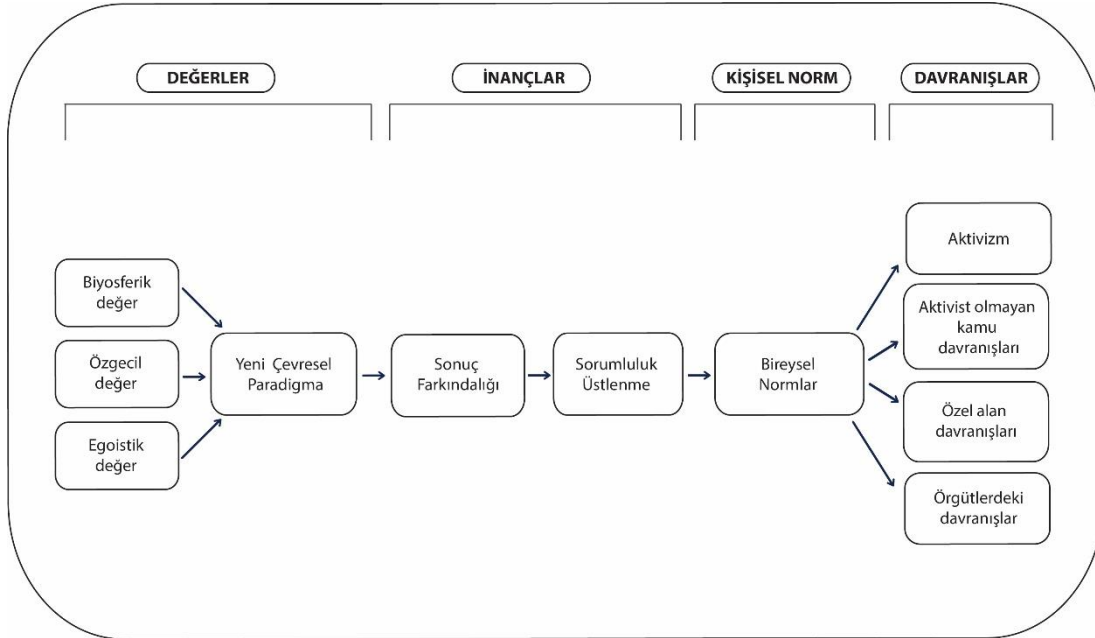 DEĞERLER
İNANÇLAR
KİŞİSEL NORM
DAVRANIŞLAR
Biyosferik
değer
Özgecil
değer
Egoistik
değer
Yeni Çevresel
Paradigma
Sonuç
Farkındalığı
Sorumluluk
Üstlenme
Bireysel
Normlar
Aktivizm
Aktivist olmayan
kamu
davranışları
Özel alan
davranışları
Örgütlerdeki
davranışlar